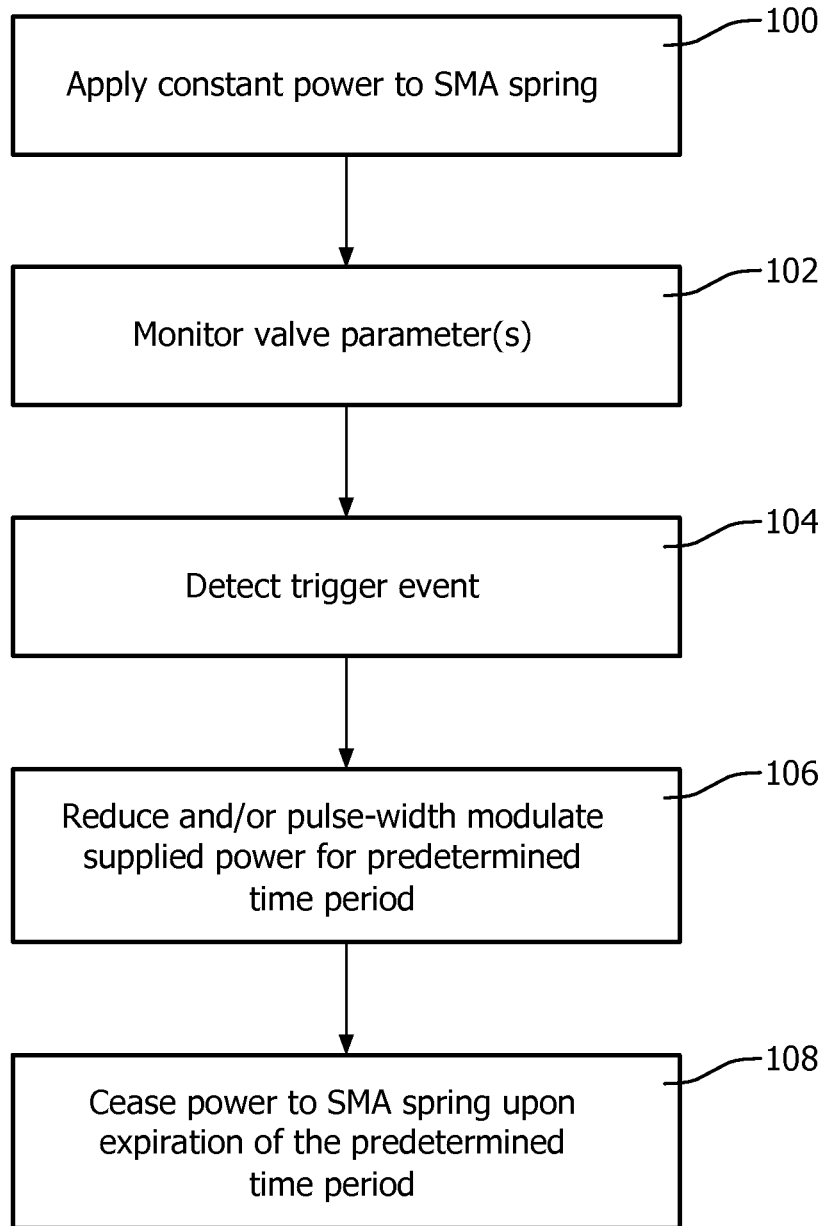 100
Apply constant power to SMA spring
102
Monitor valve parameter(s)
104
Detect trigger event
106
Reduce and/or pulse-width modulate
supplied power for predetermined
time period
108
Cease power to SMA spring upon
expiration of the predetermined
time period